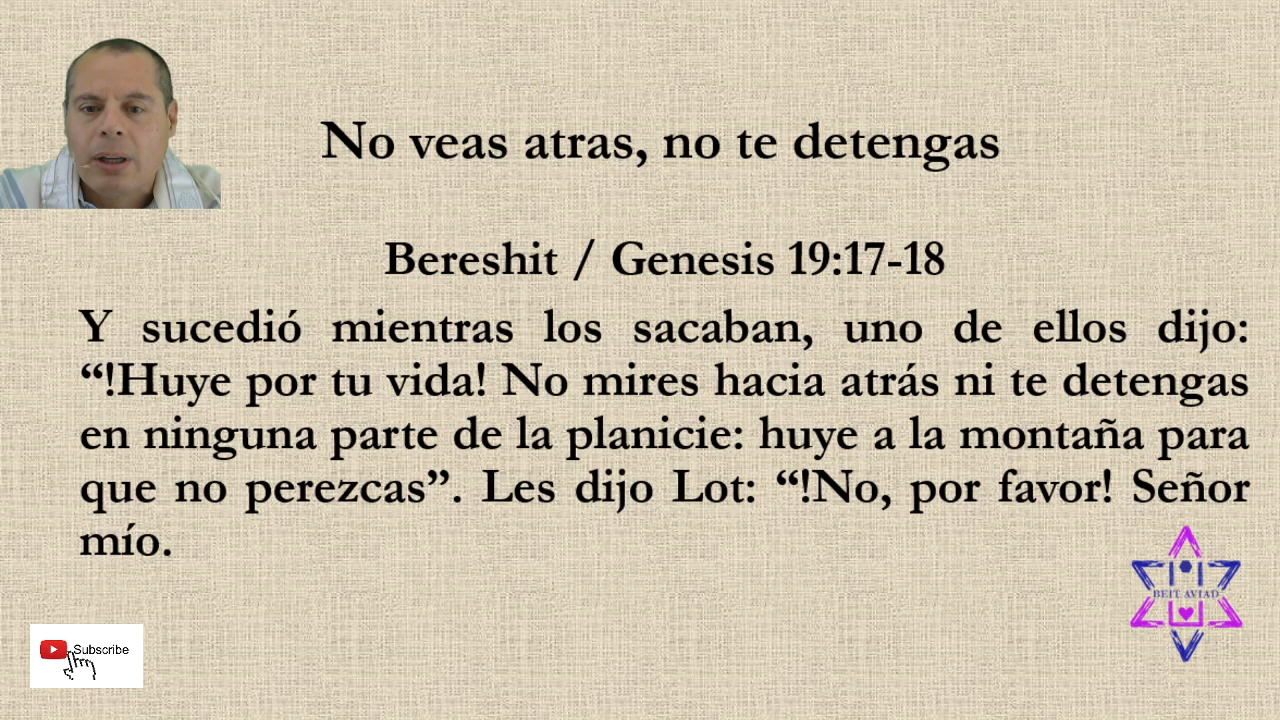 No veas atras, no te detengas
Bereshit / Genesis 19:17-18
Y sucedió mientras los sacaban, uno de ellos dijo:
“!Huye por tu vida! No mires hacia atrás ni te detengas
en ninguna parte de la planicie: huye a la montaña para
que no perezcas”. Les dijo Lot: “!No, por favor! Señor
mío.
BEIT AVIAD
Subscribe